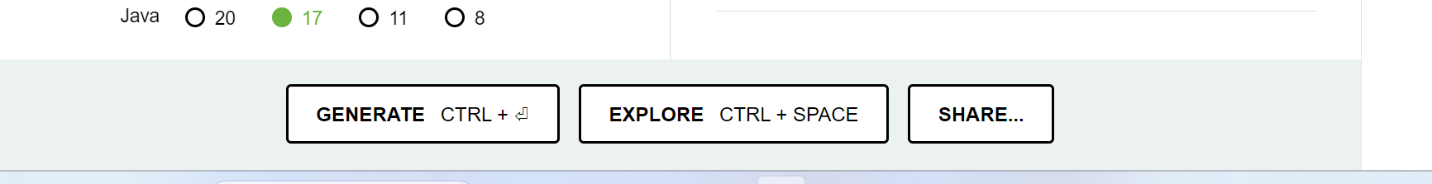 Java 20 17 11 8
GENERATE CTRL + ⏎ EXPLORE CTRL + SPACE SHARE...